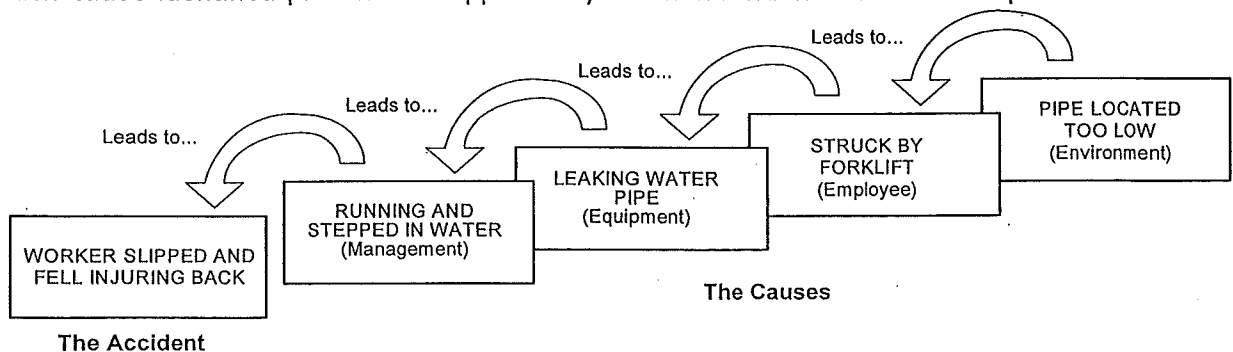 Leads to...
Leads to...
Leads to...
Leads to...
PIPE LOCATED
TOO LOW
(Environment)
STRUCK BY
FORKLIFT
(Employee)
LEAKING WATER
PIPE
(Equipment)
RUNNING AND
STEPPED IN WATER
(Management)
WORKER SLIPPED AND
FELL INJURING BACK
The Causes
The Accident